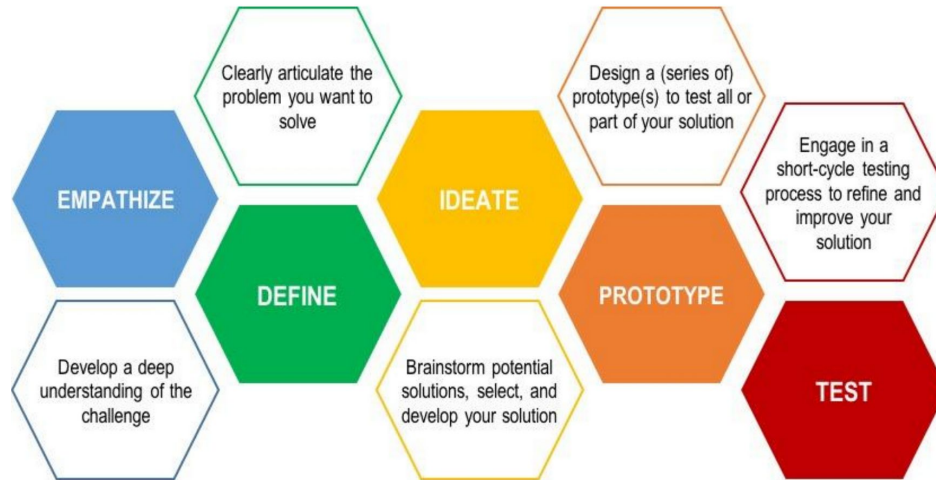 EMPATHIZE
Develop a deep
understanding of the
challenge
Clearly articulate the
problem you want to
solve
DEFINE
IDEATE
Brainstorm potential
solutions, select, and
develop your solution
Design a (series of)
prototype(s) to test all or
part of your solution
PROTOTYPE
Engage in a
short-cycle testing
process to refine and
improve your
solution
TEST